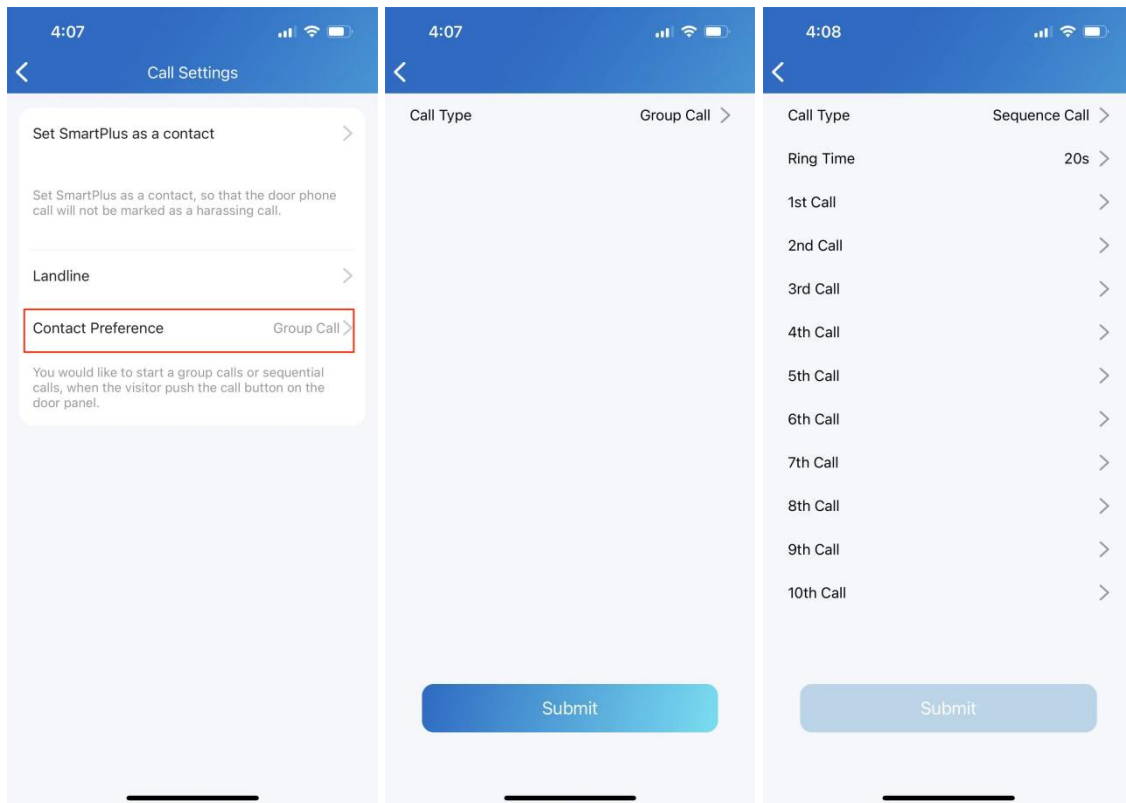 4:07
Call Settings
Set SmartPlus as a contact
Set SmartPlus as a contact, so that the door phone
call will not be marked as a harassing call.
Landline
Contact Preference Group Call
You would like to start a group calls or sequential
calls, when the visitor push the call button on the
door panel.
4:07
Call Type Group Call
Submit
4:08
Call Type Sequence Call
Ring Time 20s
1st Call
2nd Call
3rd Call
4th Call
5th Call
6th Call
7th Call
8th Call
9th Call
10th Call
Submit